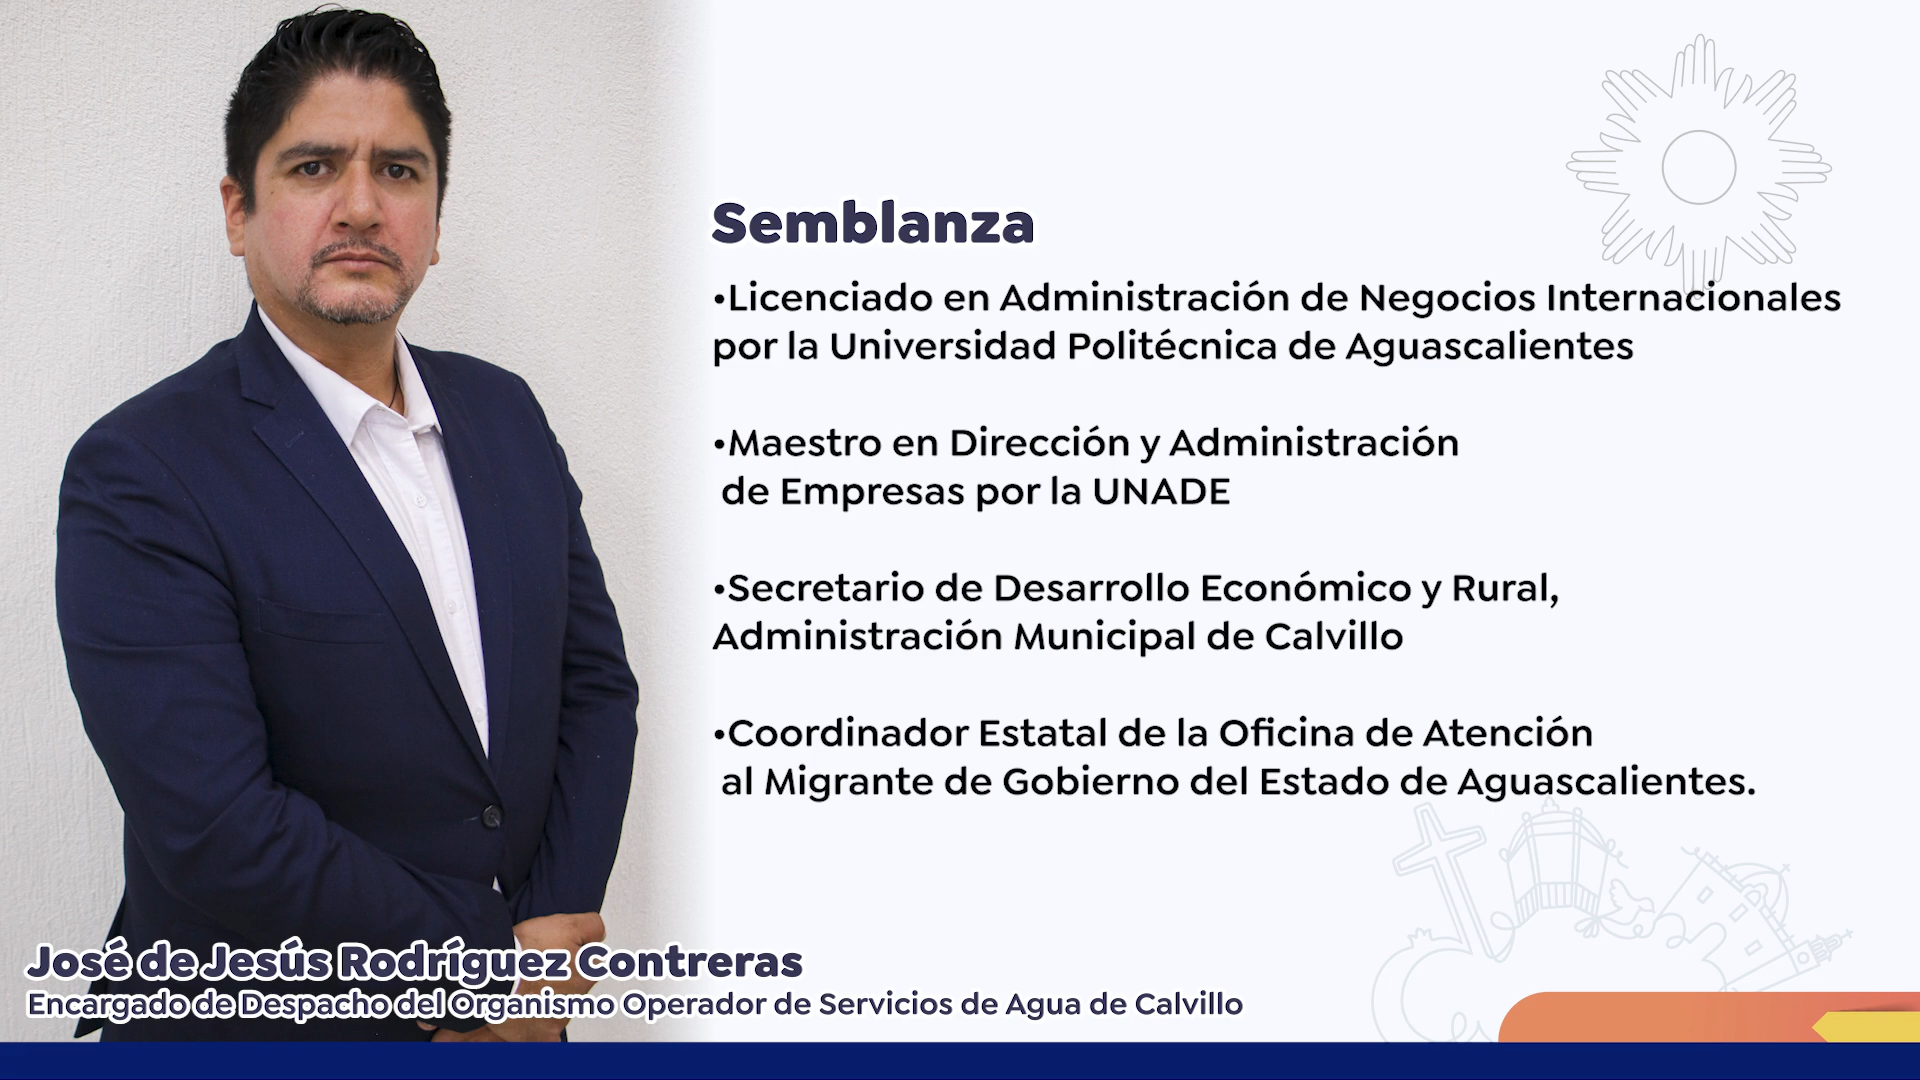 Semblanza
•Licenciado en Administración de Negocios Internacionales
por la Universidad Politécnica de Aguascalientes
•Maestro en Dirección y Administración
de Empresas por la UNADE
•Secretario de Desarrollo Económico y Rural,
Administración Municipal de Calvillo
•Coordinador Estatal de la Oficina de Atención
al Migrante de Gobierno del Estado de Aguascalientes.
José de Jesús Rodríguez Contreras
Encargado de Despacho del Organismo Operador de Servicios de Agua de Calvillo